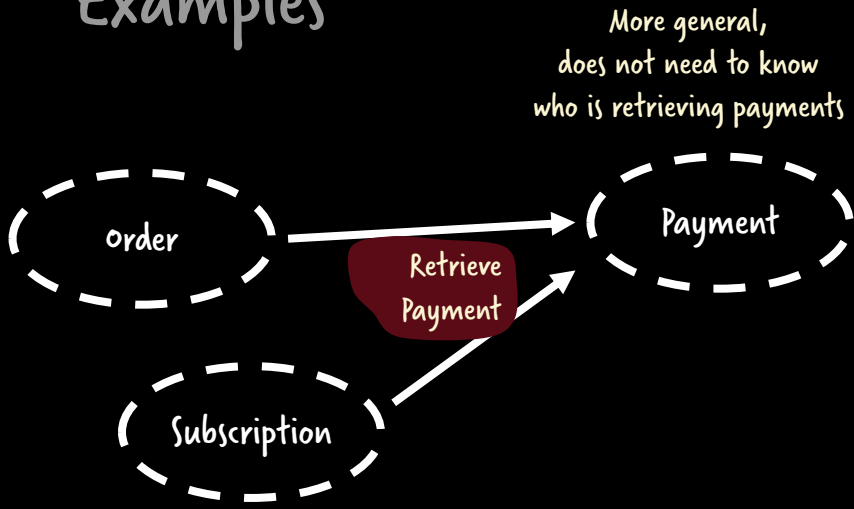 Examples
More general,
does not need to know
who is retrieving payments
Order
Payment
Retrieve
Payment
Subscription